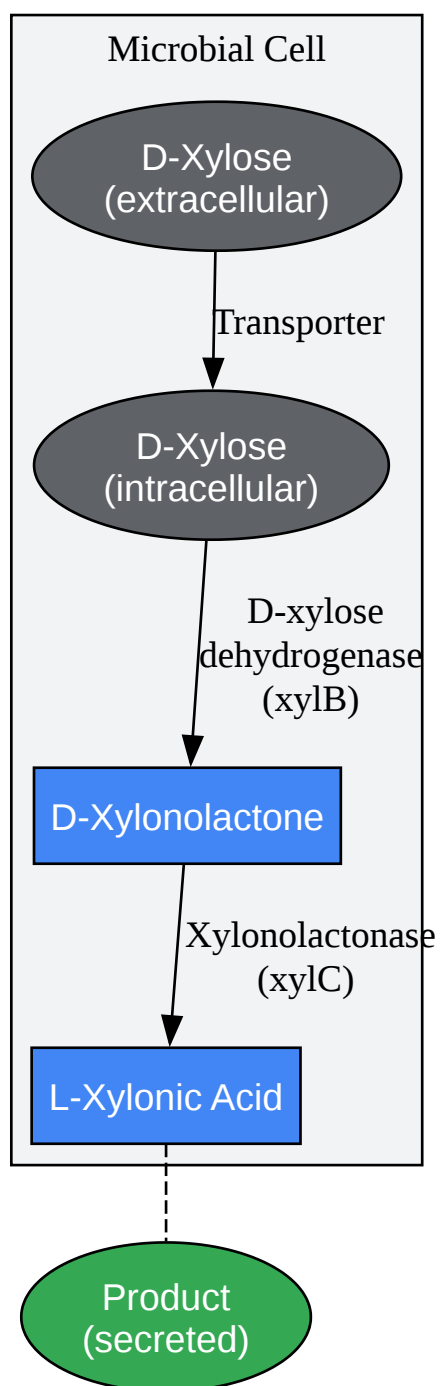 Microbial Cell
D-Xylose
(extracellular)
Transporter
D-Xylose
(intracellular)
D-xylose
dehydrogenase
(xylB)
D-Xylonolactone
Xylonolactonase
(xylC)
L-Xylonic Acid
Product
(secreted)